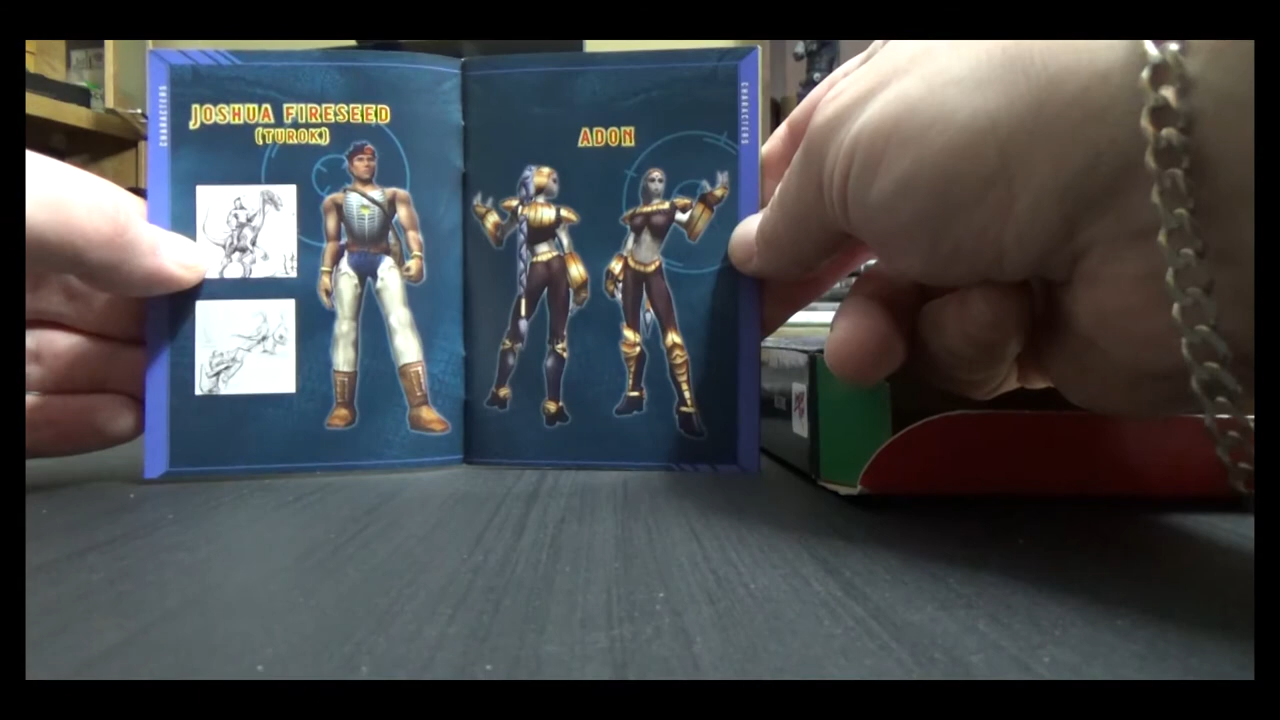 CHARACTERS
JOSHUA FIRESEED
(TUROK)
ADON
CHARACTERS